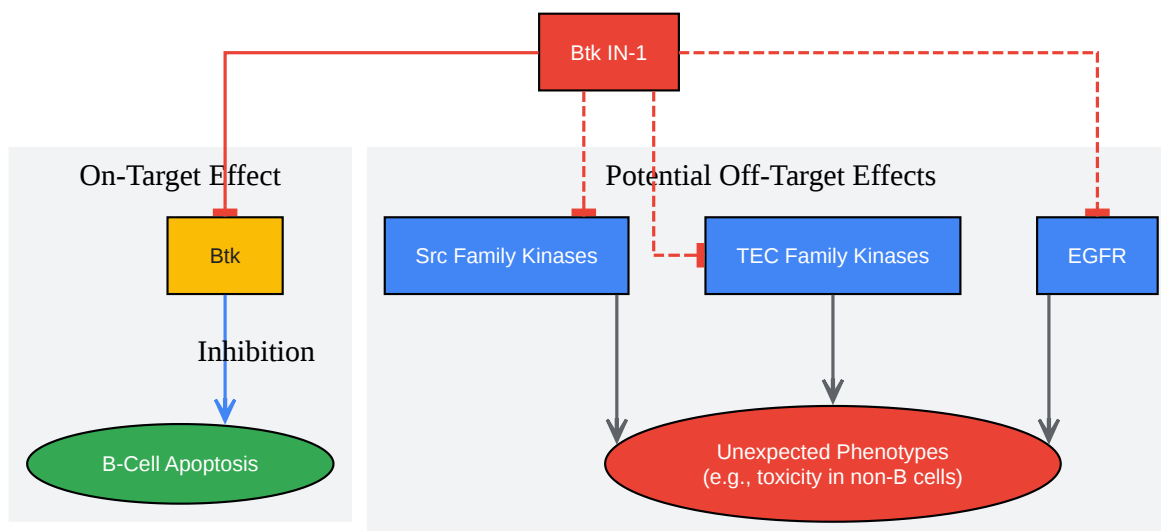 Btk IN-1
On-Target Effect
Potential Off-Target Effects
Btk
Src Family Kinases
TEC Family Kinases
EGFR
Inhibition
B-Cell Apoptosis
Unexpected Phenotypes
(e.g., toxicity in non-B cells)